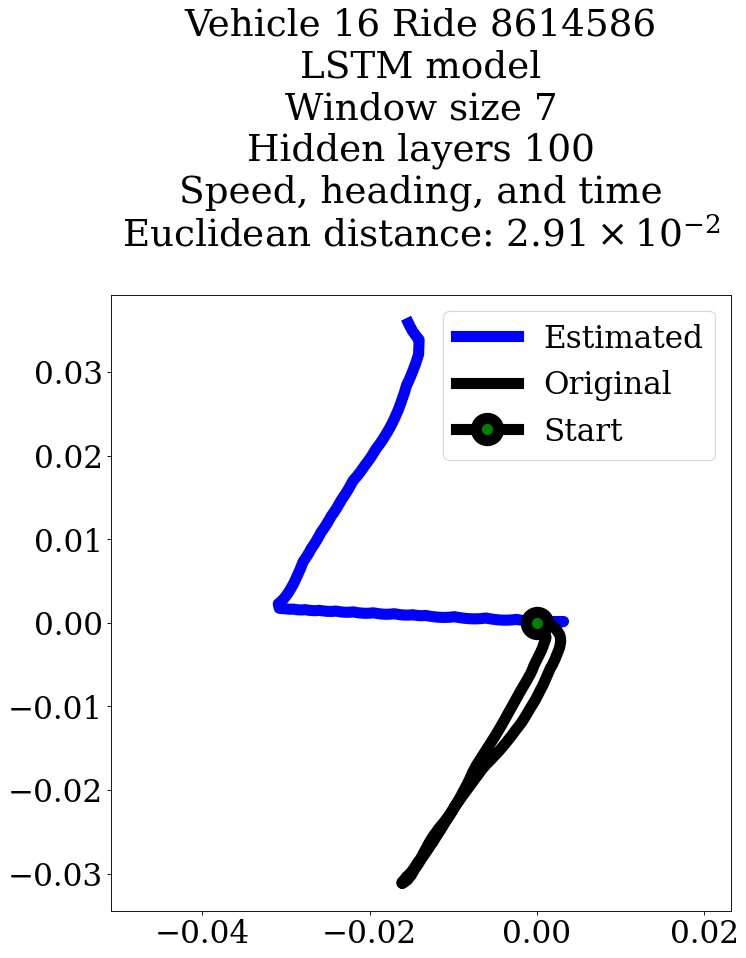 Vehicle 16 Ride 8614586
LSTM model
Window size 7
Hidden layers 100
Speed, heading, and time
Euclidean distance: 2.91 × 10⁻²
Estimated
Original
Start
0.03
0.02
0.01
0.00
−0.01
−0.02
−0.03
−0.04
−0.02
0.00
0.02